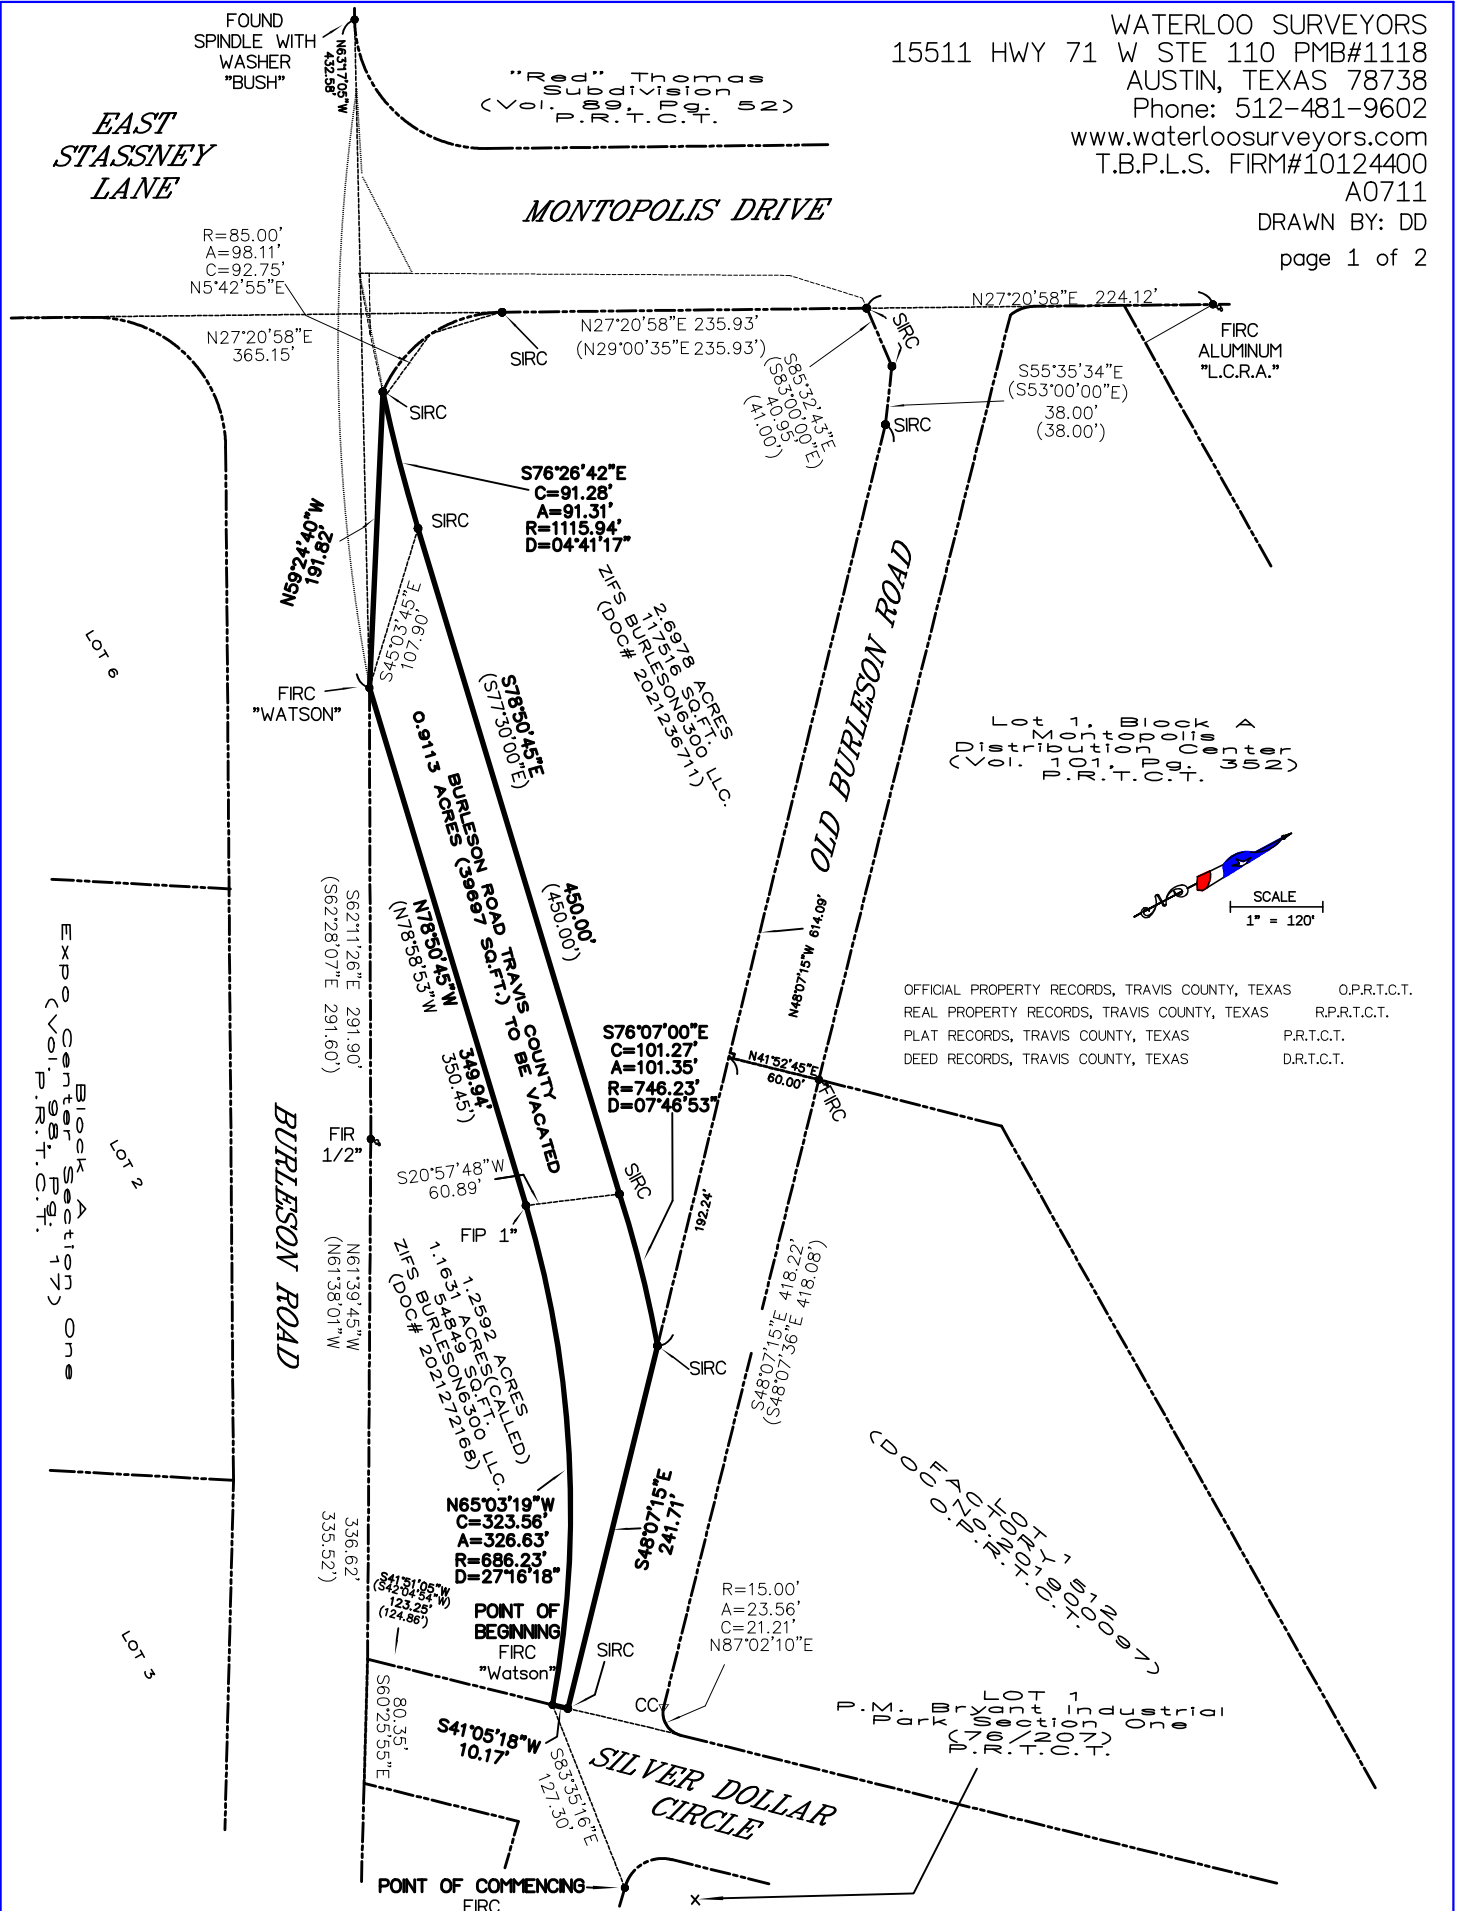 WATERLOO SURVEYORS
15511 HWY 71 W STE 110 PMB#1118
AUSTIN, TEXAS 78738
Phone: 512-481-9602
www.waterloosurveyors.com
T.B.P.L.S. FIRM#10124400
A0711
DRAWN BY: DD
page 1 of 2
FOUND
SPINDLE WITH
WASHER
"BUSH"
N63°17'05"W
432.58'
"Red" Thomas
Subdivision
(Vol. 89, Pg. 52)
P.R.T.C.T.
EAST
STASSNEY
LANE
MONTOPOLIS DRIVE
R=85.00'
A=98.11'
C=92.75'
N5°42'55"E
N27°20'58"E
365.15'
SIRC
N27°20'58"E 235.93'
(N29°00'35"E 235.93')
SIRC
N27°20'58"E 224.12'
FIRC
ALUMINUM
"L.C.R.A."
S85°32'43"E
(S83°00'00"E)
40.95'
(41.00')
S55°35'34"E
(S53°00'00"E)
38.00'
(38.00')
SIRC
SIRC
S76°26'42"E
C=91.28'
A=91.31'
R=1115.94'
D=04°41'17"
SIRC
N59°24'40"W
191.82'
S45°03'45"E
107.90'
FIRC
"WATSON"
LOT 6
2.6978 ACRES
117516 SQ.FT.
ZIFS BURLESON6300 LLC.
(DOC# 2021236711)
S78°50'45"E
(S77°30'00"E)
450.00'
(450.00')
BURLESON ROAD TRAVIS COUNTY
0.9113 ACRES (39697 SQ.FT.) TO BE VACATED
N78°50'45"W
(N78°58'53"W
349.94'
350.45')
OLD BURLESON ROAD
Lot 1, Block A
Montopolis
Distribution Center
(Vol. 101, Pg. 352)
P.R.T.C.T.
N
SCALE
1" = 120'
OFFICIAL PROPERTY RECORDS, TRAVIS COUNTY, TEXAS O.P.R.T.C.T.
REAL PROPERTY RECORDS, TRAVIS COUNTY, TEXAS R.P.R.T.C.T.
PLAT RECORDS, TRAVIS COUNTY, TEXAS P.R.T.C.T.
DEED RECORDS, TRAVIS COUNTY, TEXAS D.R.T.C.T.
N48°07'15"W 614.09'
N41°52'45"E
60.00'
FIRC
S62°11'26"E 291.90'
(S62°28'07"E 291.60')
Block A
Expo Center Section One
(Vol. 98, Pg. 17)
P.R.T.C.T.
LOT 2
BURLESON ROAD
FIR
1/2"
S76°07'00"E
C=101.27'
A=101.35'
R=746.23'
D=07°46'53"
S20°57'48"W
60.89'
SIRC
FIP 1"
192.24'
N61°39'45"W
(N61°38'01"W
336.62'
335.52')
1.2592 ACRES
1.1631 ACRES(CALLED)
54849 SQ.FT.
ZIFS BURLESON6300 LLC.
(DOC# 2021272168)
S48°07'15"E 418.22'
(S48°07'36"E 418.08')
SIRC
N65°03'19"W
C=323.56'
A=326.63'
R=686.23'
D=27°16'18"
S48°07'15"E
241.71'
LOT 1
FACTORY 512
(DOC NO.201900097)
O.P.R.T.C.T.
S41°51'05"W
(S42°04'54"W)
123.25'
(124.86')
POINT OF
BEGINNING
FIRC
"Watson"
SIRC
R=15.00'
A=23.56'
C=21.21'
N87°02'10"E
LOT 3
80.35'
S60°25'55"E
CC
LOT 1
P.M. Bryant Industrial
Park Section One
(76/207)
P.R.T.C.T.
S41°05'18"W
10.17'
S83°35'16"E
127.30'
SILVER DOLLAR
CIRCLE
POINT OF COMMENCING
FIRC
x